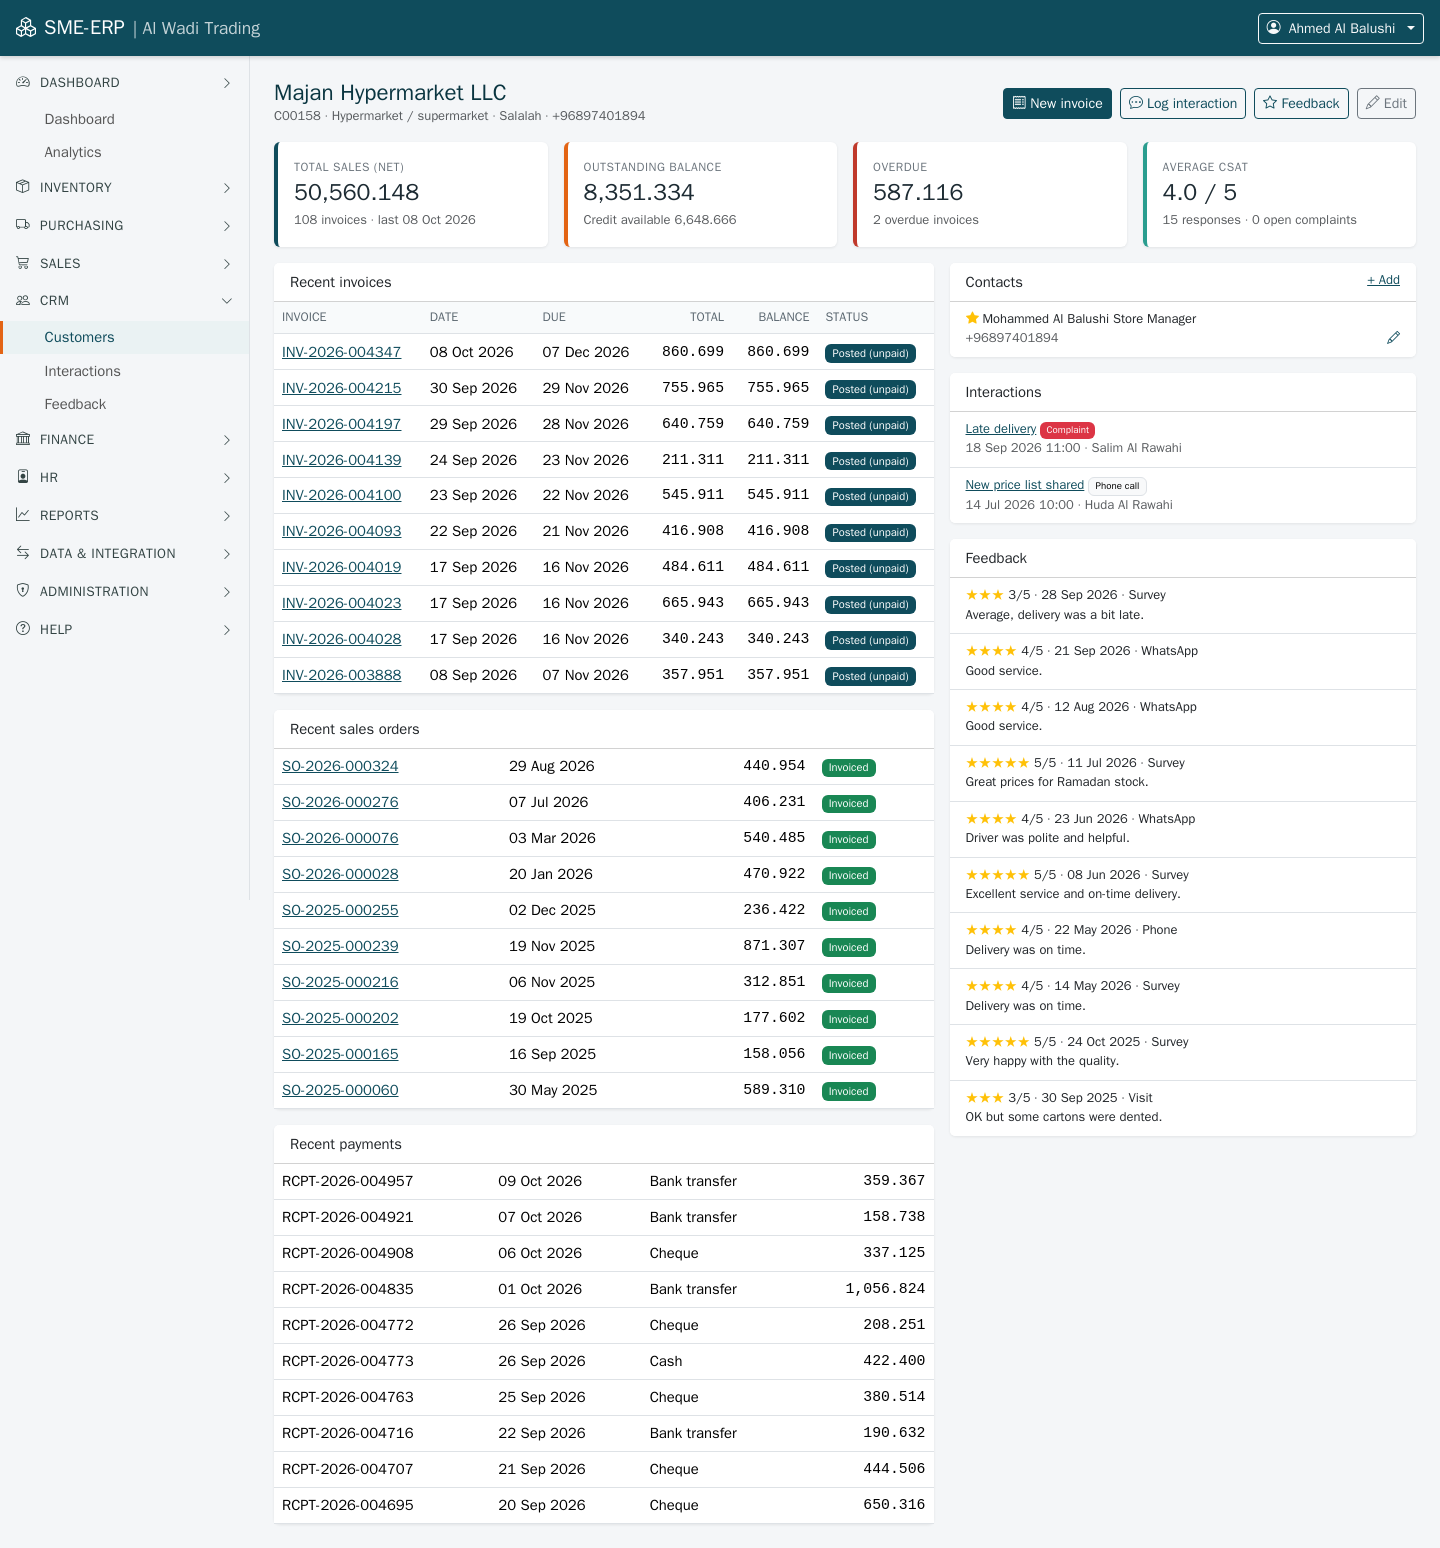 SME-ERP | Al Wadi Trading
Ahmed Al Balushi
DASHBOARD
Dashboard
Analytics
INVENTORY
PURCHASING
SALES
CRM
Customers
Interactions
Feedback
FINANCE
HR
REPORTS
DATA & INTEGRATION
ADMINISTRATION
HELP
Majan Hypermarket LLC
C00158 · Hypermarket / supermarket · Salalah · +96897401894
New invoice
Log interaction
Feedback
Edit
TOTAL SALES (NET)
50,560.148
108 invoices · last 08 Oct 2026
OUTSTANDING BALANCE
8,351.334
Credit available 6,648.666
OVERDUE
587.116
2 overdue invoices
AVERAGE CSAT
4.0 / 5
15 responses · 0 open complaints
Recent invoices
INVOICE DATE DUE TOTAL BALANCE STATUS
INV-2026-004347 08 Oct 2026 07 Dec 2026 860.699 860.699 Posted (unpaid)
INV-2026-004215 30 Sep 2026 29 Nov 2026 755.965 755.965 Posted (unpaid)
INV-2026-004197 29 Sep 2026 28 Nov 2026 640.759 640.759 Posted (unpaid)
INV-2026-004139 24 Sep 2026 23 Nov 2026 211.311 211.311 Posted (unpaid)
INV-2026-004100 23 Sep 2026 22 Nov 2026 545.911 545.911 Posted (unpaid)
INV-2026-004093 22 Sep 2026 21 Nov 2026 416.908 416.908 Posted (unpaid)
INV-2026-004019 17 Sep 2026 16 Nov 2026 484.611 484.611 Posted (unpaid)
INV-2026-004023 17 Sep 2026 16 Nov 2026 665.943 665.943 Posted (unpaid)
INV-2026-004028 17 Sep 2026 16 Nov 2026 340.243 340.243 Posted (unpaid)
INV-2026-003888 08 Sep 2026 07 Nov 2026 357.951 357.951 Posted (unpaid)
Recent sales orders
SO-2026-000324 29 Aug 2026 440.954 Invoiced
SO-2026-000276 07 Jul 2026 406.231 Invoiced
SO-2026-000076 03 Mar 2026 540.485 Invoiced
SO-2026-000028 20 Jan 2026 470.922 Invoiced
SO-2025-000255 02 Dec 2025 236.422 Invoiced
SO-2025-000239 19 Nov 2025 871.307 Invoiced
SO-2025-000216 06 Nov 2025 312.851 Invoiced
SO-2025-000202 19 Oct 2025 177.602 Invoiced
SO-2025-000165 16 Sep 2025 158.056 Invoiced
SO-2025-000060 30 May 2025 589.310 Invoiced
Recent payments
RCPT-2026-004957 09 Oct 2026 Bank transfer 359.367
RCPT-2026-004921 07 Oct 2026 Bank transfer 158.738
RCPT-2026-004908 06 Oct 2026 Cheque 337.125
RCPT-2026-004835 01 Oct 2026 Bank transfer 1,056.824
RCPT-2026-004772 26 Sep 2026 Cheque 208.251
RCPT-2026-004773 26 Sep 2026 Cash 422.400
RCPT-2026-004763 25 Sep 2026 Cheque 380.514
RCPT-2026-004716 22 Sep 2026 Bank transfer 190.632
RCPT-2026-004707 21 Sep 2026 Cheque 444.506
RCPT-2026-004695 20 Sep 2026 Cheque 650.316
Contacts + Add
Mohammed Al Balushi Store Manager
+96897401894
Interactions
Late delivery Complaint
18 Sep 2026 11:00 · Salim Al Rawahi
New price list shared Phone call
14 Jul 2026 10:00 · Huda Al Rawahi
Feedback
★★★ 3/5 · 28 Sep 2026 · Survey
Average, delivery was a bit late.
★★★★ 4/5 · 21 Sep 2026 · WhatsApp
Good service.
★★★★ 4/5 · 12 Aug 2026 · WhatsApp
Good service.
★★★★★ 5/5 · 11 Jul 2026 · Survey
Great prices for Ramadan stock.
★★★★ 4/5 · 23 Jun 2026 · WhatsApp
Driver was polite and helpful.
★★★★★ 5/5 · 08 Jun 2026 · Survey
Excellent service and on-time delivery.
★★★★ 4/5 · 22 May 2026 · Phone
Delivery was on time.
★★★★ 4/5 · 14 May 2026 · Survey
Delivery was on time.
★★★★★ 5/5 · 24 Oct 2025 · Survey
Very happy with the quality.
★★★ 3/5 · 30 Sep 2025 · Visit
OK but some cartons were dented.